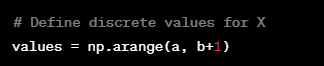 # Define discrete values for X
values = np.arange(a, b+1)